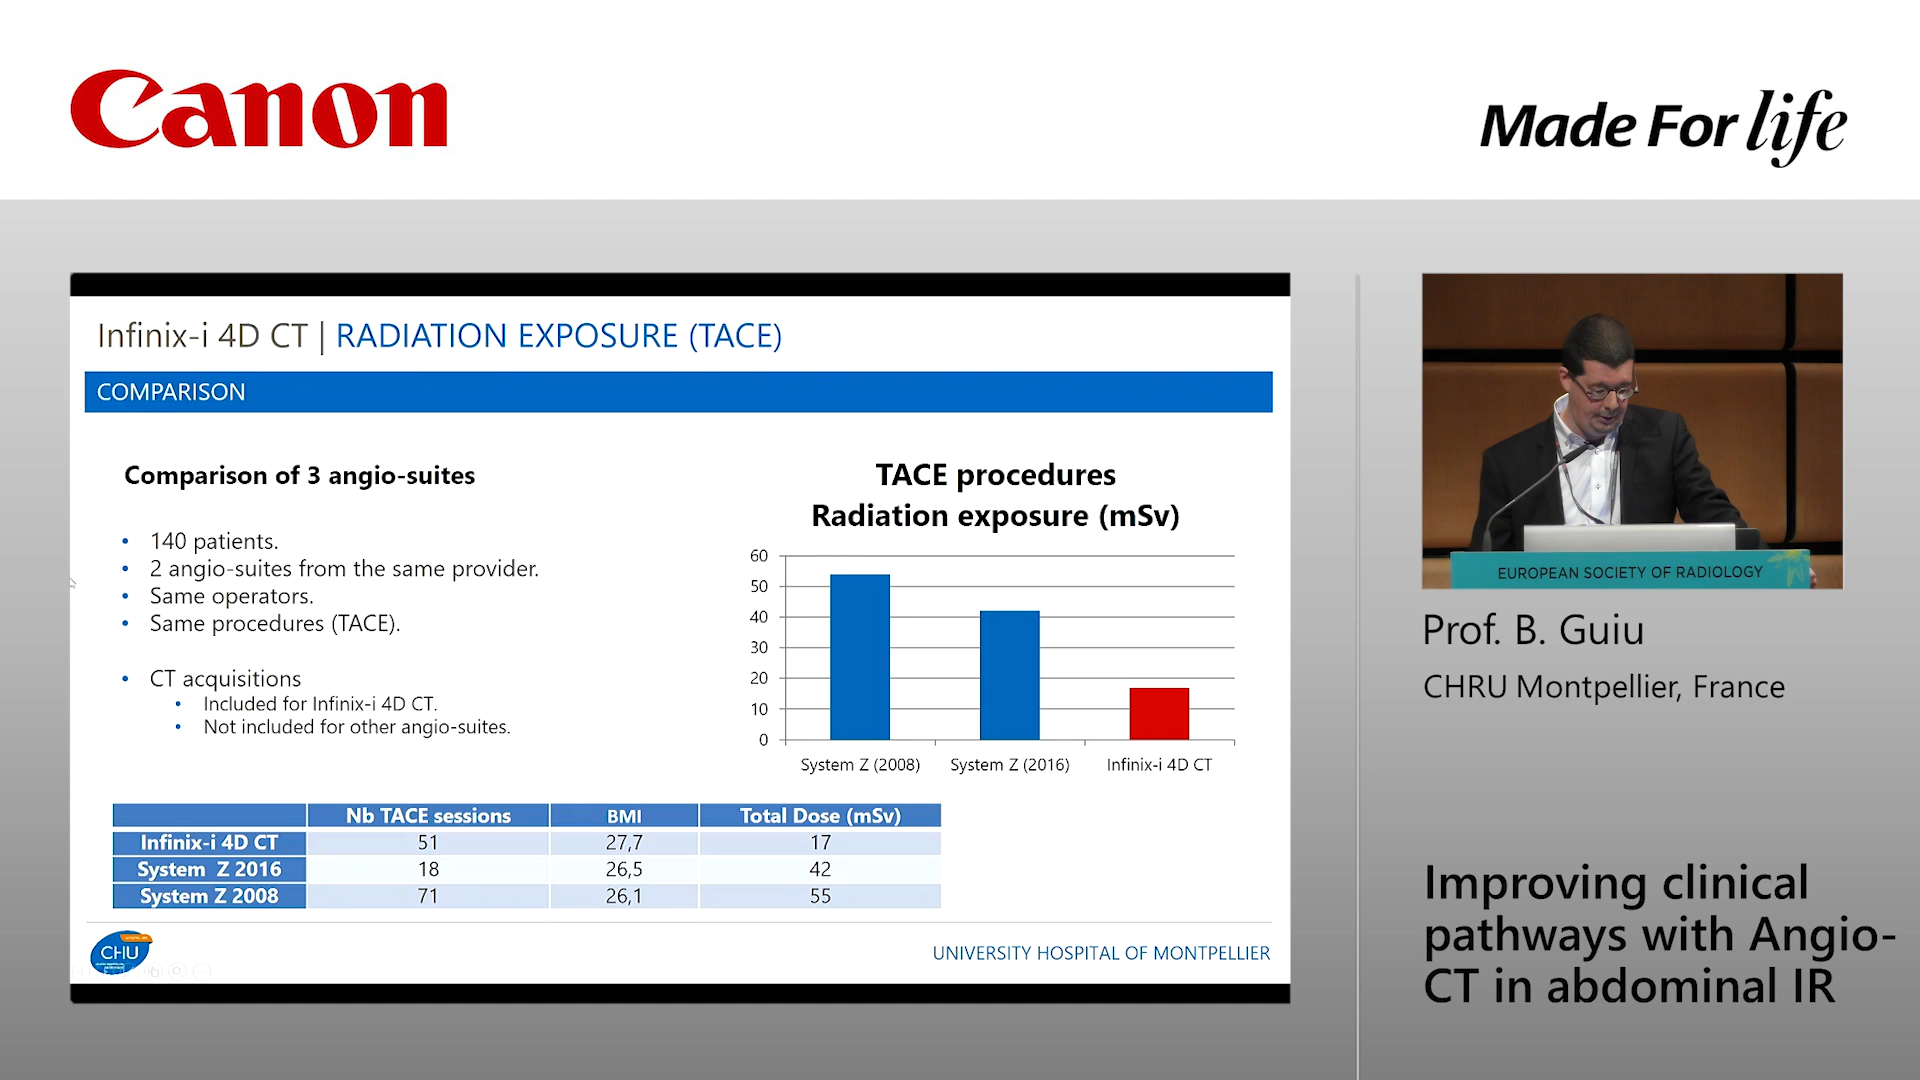 Canon
Made For life
Infinix-i 4D CT | RADIATION EXPOSURE (TACE)
COMPARISON
Comparison of 3 angio-suites
• 140 patients.
• 2 angio-suites from the same provider.
• Same operators.
• Same procedures (TACE).
• CT acquisitions
• Included for Infinix-i 4D CT.
• Not included for other angio-suites.
TACE procedures
Radiation exposure (mSv)
60
50
40
30
20
10
0
System Z (2008) System Z (2016) Infinix-i 4D CT
Nb TACE sessions BMI Total Dose (mSv)
Infinix-i 4D CT 51 27,7 17
System Z 2016 18 26,5 42
System Z 2008 71 26,1 55
CHU
UNIVERSITY HOSPITAL OF MONTPELLIER
EUROPEAN SOCIETY OF RADIOLOGY
Prof. B. Guiu
CHRU Montpellier, France
Improving clinical
pathways with Angio-
CT in abdominal IR